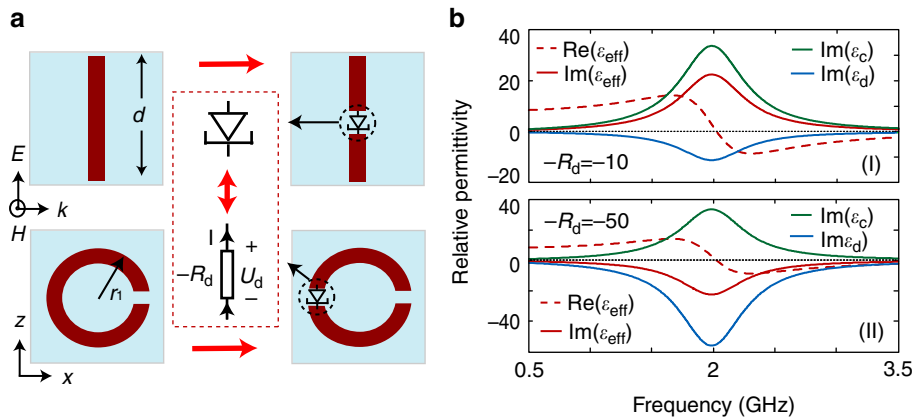 a
d
E
k
H
r1
z
x
I
+
−Rd
Ud
−
b
Relative permittivity
40
20
0
−20
Re(εeff)
Im(εeff)
Im(εc)
Im(εd)
−Rd=−10
(I)
40
0
−40
−Rd=−50
Im(εc)
Imεd)
Re(εeff)
Im(εeff)
(II)
0.5
2
3.5
Frequency (GHz)